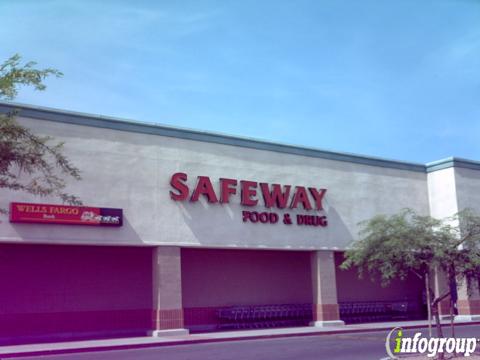 SAFEWAY
FOOD & DRUG
WELLS FARGO
Bank
infogroup